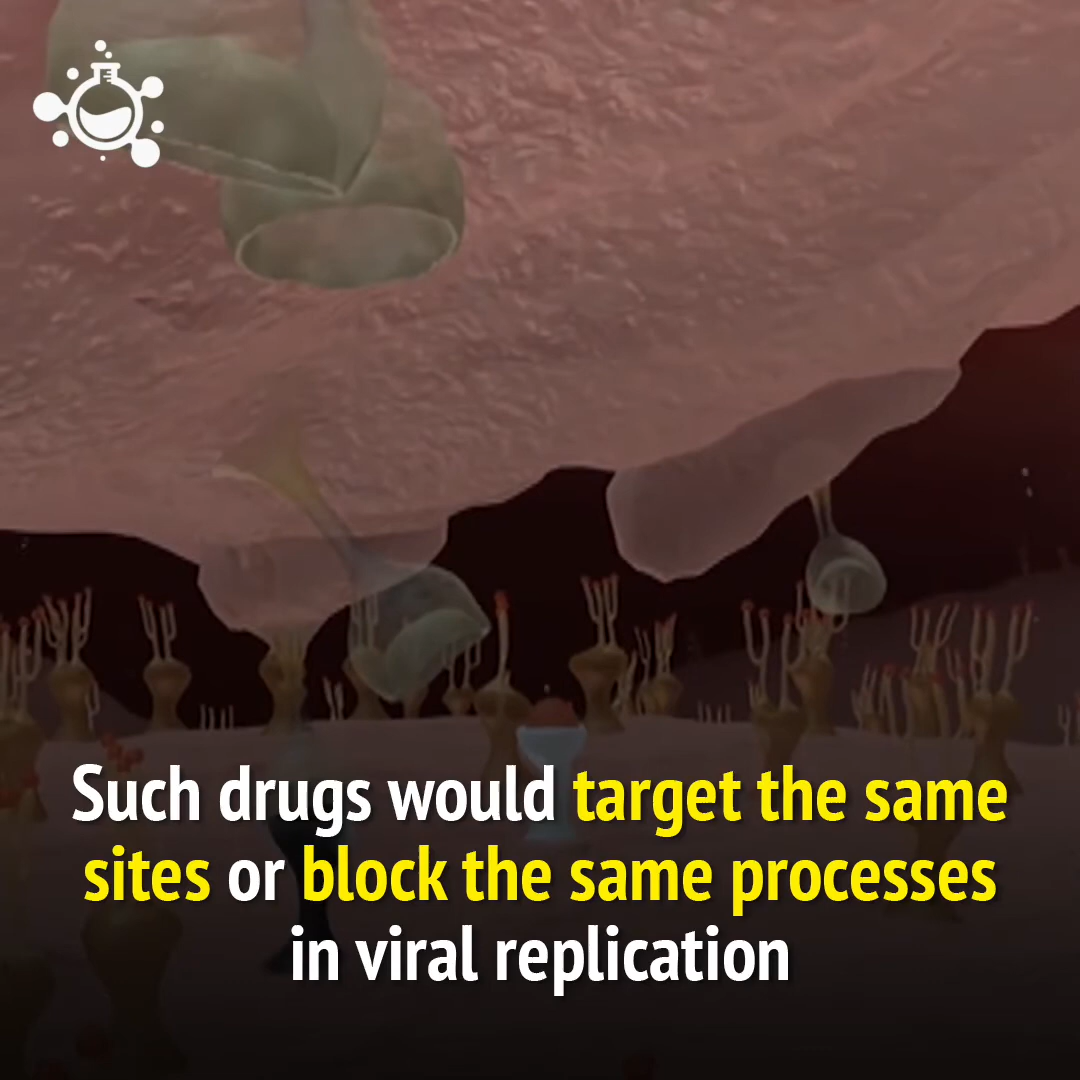 Such drugs would target the same
sites or block the same processes
in viral replication